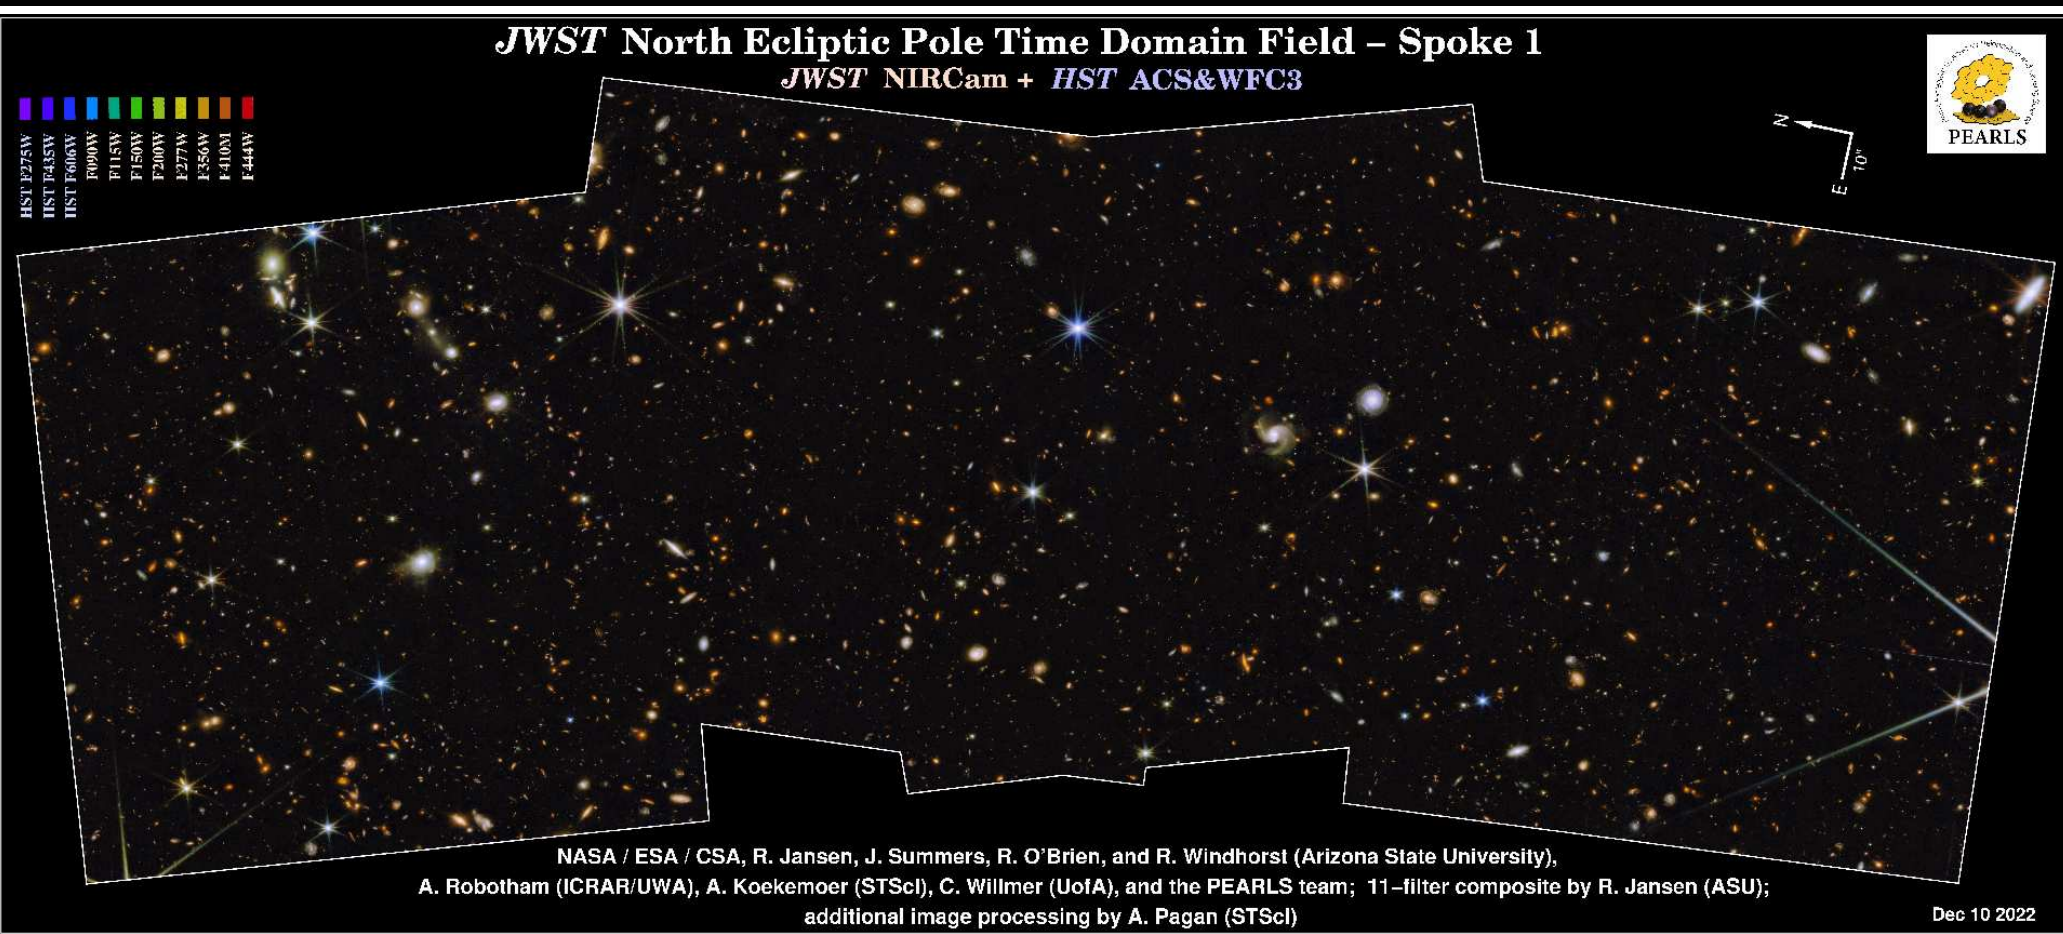 JWST North Ecliptic Pole Time Domain Field – Spoke 1
JWST NIRCam + HST ACS&WFC3
HST F275W
HST F435W
HST F606W
F090W
F115W
F150W
F200W
F277W
F356W
F410M
F444W
N
E
10"
PEARLS
NASA / ESA / CSA, R. Jansen, J. Summers, R. O'Brien, and R. Windhorst (Arizona State University),
A. Robotham (ICRAR/UWA), A. Koekemoer (STScI), C. Willmer (UofA), and the PEARLS team; 11–filter composite by R. Jansen (ASU);
additional image processing by A. Pagan (STScI)
Dec 10 2022